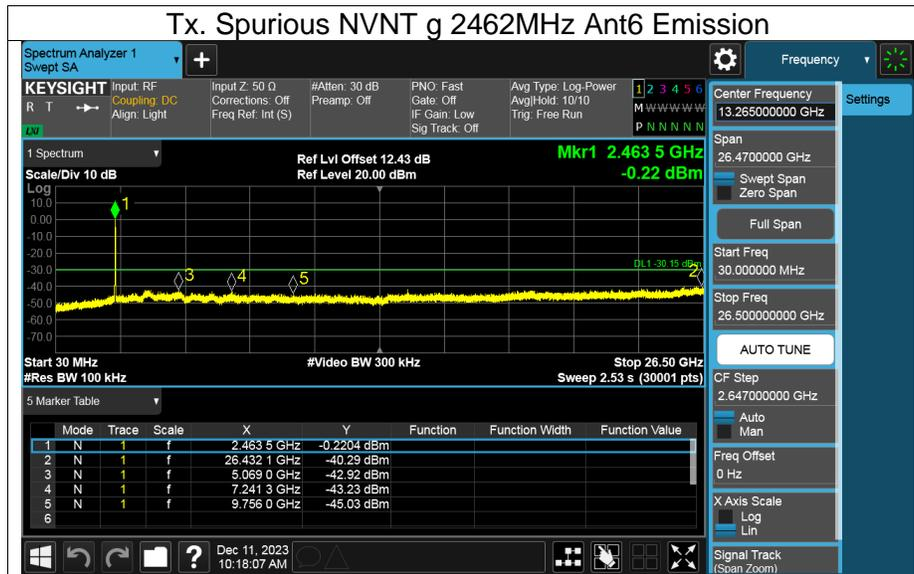 Tx. Spurious NVNT g 2462MHz Ant6 Emission
Spectrum Analyzer 1
Swept SA
+
Frequency
KEYSIGHT
R T
LXI
Input: RF
Coupling: DC
Align: Light
Input Z: 50 Ω
Corrections: Off
Freq Ref: Int (S)
#Atten: 30 dB
Preamp: Off
PNO: Fast
Gate: Off
IF Gain: Low
Sig Track: Off
Avg Type: Log-Power
Avg|Hold: 10/10
Trig: Free Run
1 2 3 4 5 6
M W W W W W
P N N N N N
1 Spectrum
Scale/Div 10 dB
Ref Lvl Offset 12.43 dB
Ref Level 20.00 dBm
Mkr1 2.463 5 GHz
-0.22 dBm
Log
10.0
0.00
-10.0
-20.0
-30.0
-40.0
-50.0
-60.0
-70.0
1
3
4
5
2
DL1 -30.15 dBm
Start 30 MHz
#Video BW 300 kHz
Stop 26.50 GHz
#Res BW 100 kHz
Sweep 2.53 s (30001 pts)
5 Marker Table
Mode Trace Scale X Y Function Function Width Function Value
1 N 1 f 2.463 5 GHz -0.2204 dBm
2 N 1 f 26.432 1 GHz -40.29 dBm
3 N 1 f 5.069 0 GHz -42.92 dBm
4 N 1 f 7.241 3 GHz -43.23 dBm
5 N 1 f 9.756 0 GHz -45.03 dBm
6
?
Dec 11, 2023
10:18:07 AM
Center Frequency
13.265000000 GHz
Settings
Span
26.4700000 GHz
Swept Span
Zero Span
Full Span
Start Freq
30.000000 MHz
Stop Freq
26.500000000 GHz
AUTO TUNE
CF Step
2.647000000 GHz
Auto
Man
Freq Offset
0 Hz
X Axis Scale
Log
Lin
Signal Track
(Span Zoom)